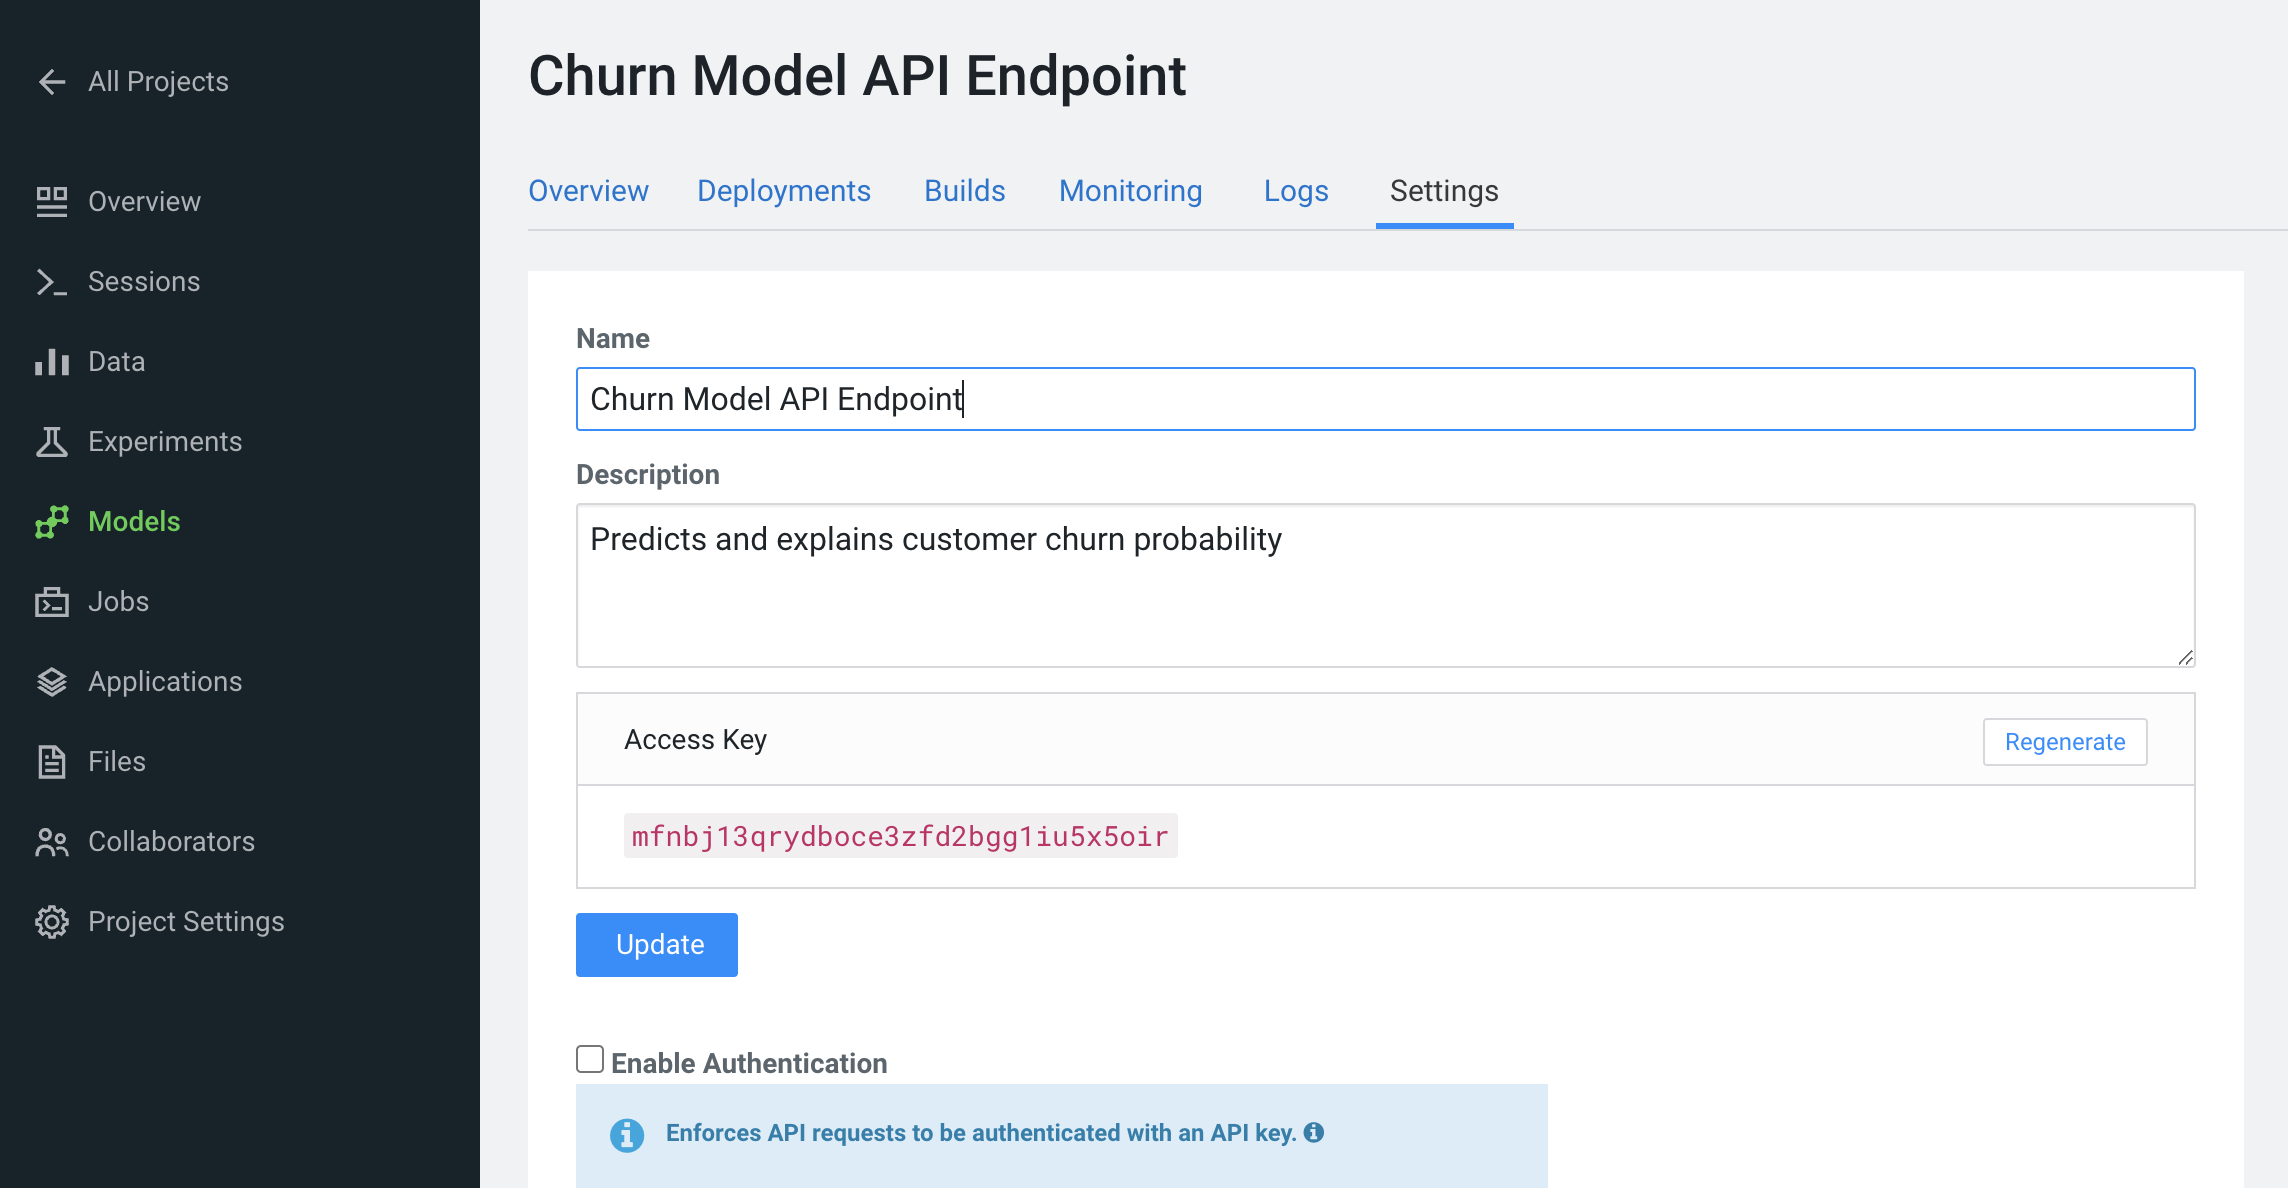 All Projects
Overview
Sessions
Data
Experiments
Models
Jobs
Applications
Files
Collaborators
Project Settings
Churn Model API Endpoint
Overview Deployments Builds Monitoring Logs Settings
Name
Churn Model API Endpoint
Description
Predicts and explains customer churn probability
Access Key Regenerate
mfnbj13qrydboce3zfd2bgg1iu5x5oir
Update
Enable Authentication
Enforces API requests to be authenticated with an API key.